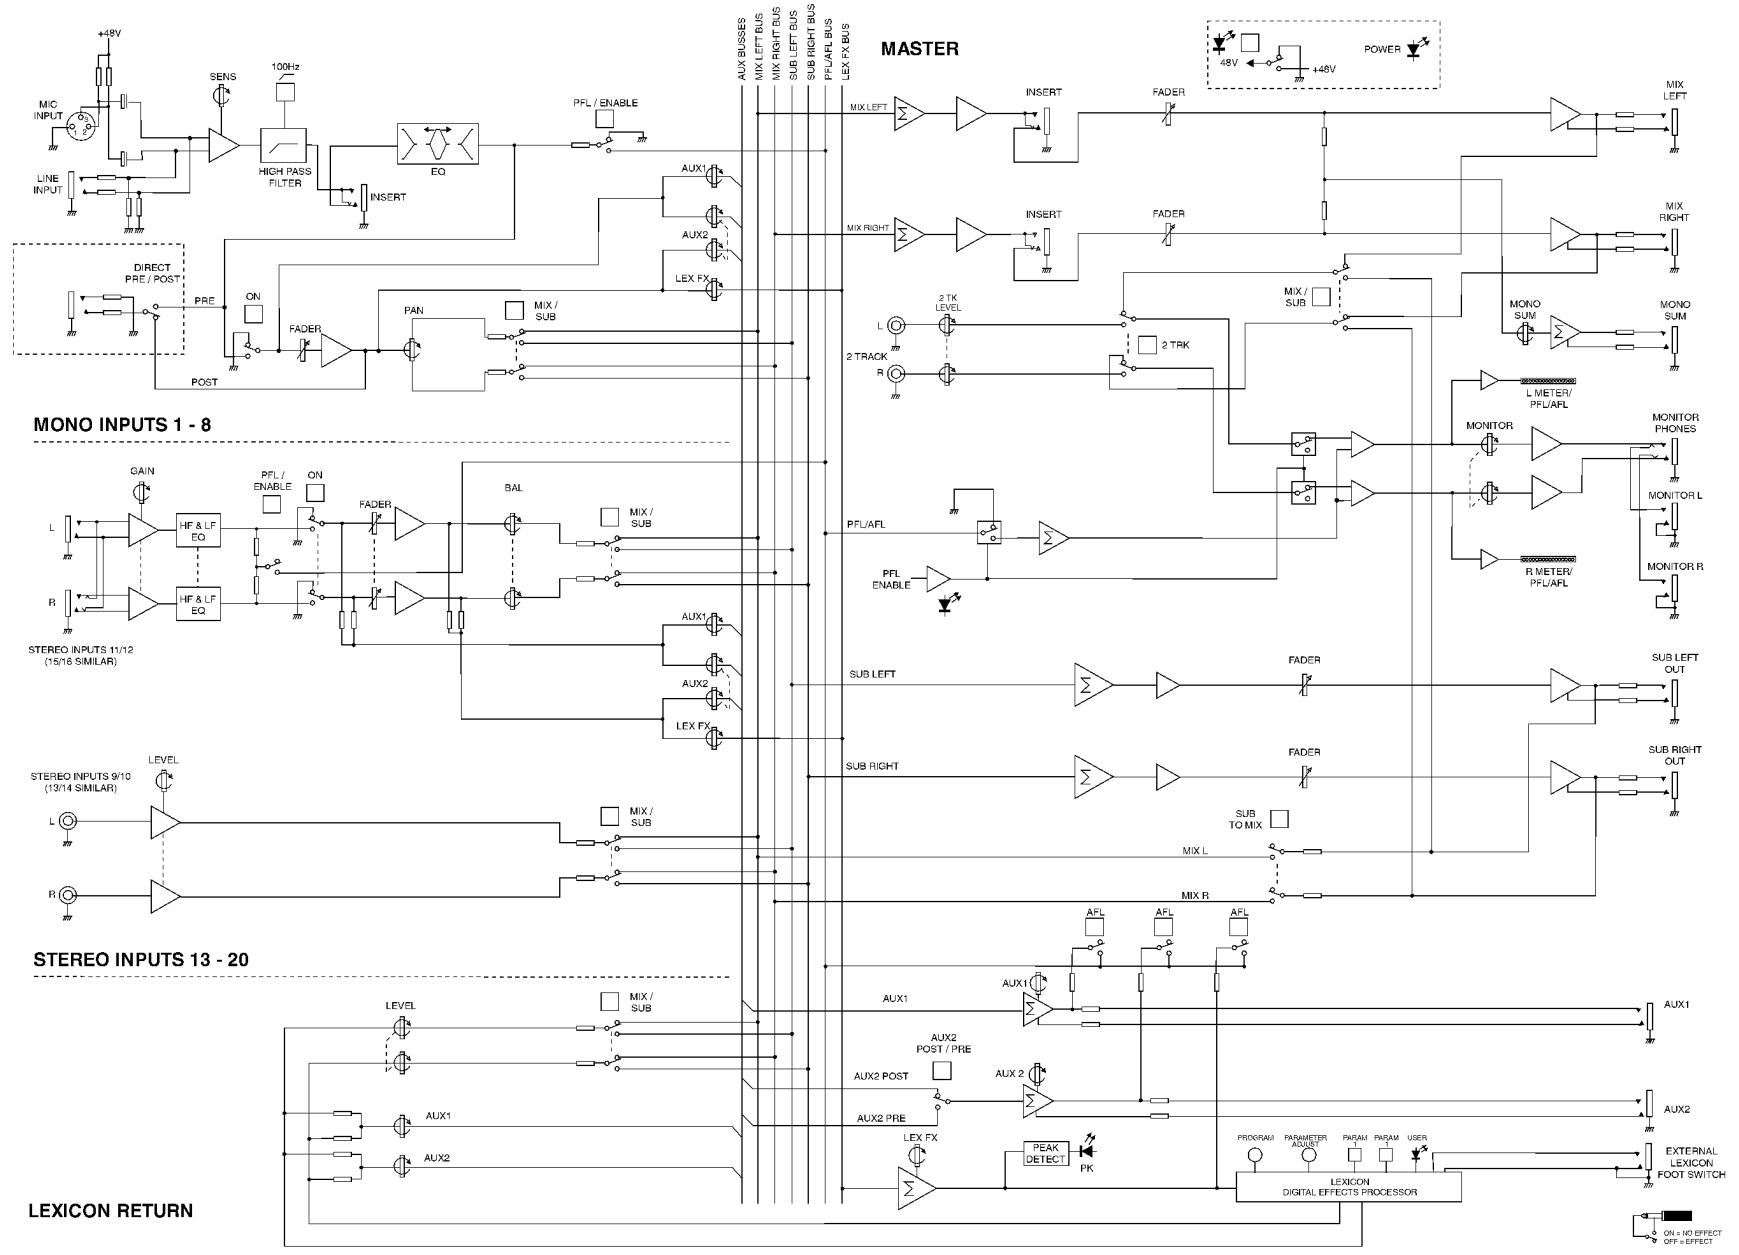 +48V
MIC
INPUT
1
2
3
LINE
INPUT
SENS
100Hz
HIGH PASS
FILTER
INSERT
EQ
PFL / ENABLE
AUX1
AUX2
LEX FX
DIRECT
PRE / POST
PRE
POST
ON
FADER
PAN
MIX /
SUB
MONO INPUTS 1 - 8
GAIN
PFL /
ENABLE
ON
FADER
BAL
MIX /
SUB
L
R
HF & LF
EQ
HF & LF
EQ
STEREO INPUTS 11/12
(15/16 SIMILAR)
AUX1
AUX2
LEX FX
LEVEL
STEREO INPUTS 9/10
(13/14 SIMILAR)
L
R
MIX /
SUB
STEREO INPUTS 13 - 20
LEVEL
MIX /
SUB
AUX1
AUX2
LEXICON RETURN
AUX BUSSES
MIX LEFT BUS
MIX RIGHT BUS
SUB LEFT BUS
SUB RIGHT BUS
PFL/AFL BUS
LEX FX BUS
MASTER
48V
+48V
POWER
MIX LEFT
Σ
INSERT
FADER
MIX
LEFT
MIX RIGHT
Σ
INSERT
FADER
MIX
RIGHT
2 TK
LEVEL
L
2 TRACK
R
2 TRK
MIX /
SUB
MONO
SUM
Σ
MONO
SUM
L METER/
PFL/AFL
MONITOR
MONITOR
PHONES
MONITOR L
MONITOR R
R METER/
PFL/AFL
PFL/AFL
Σ
PFL
ENABLE
SUB LEFT
Σ
FADER
SUB LEFT
OUT
SUB RIGHT
Σ
FADER
SUB RIGHT
OUT
SUB
TO MIX
MIX L
MIX R
AFL
AFL
AFL
AUX1
AUX1
Σ
AUX1
AUX2
POST / PRE
AUX2 POST
AUX2 PRE
AUX 2
Σ
AUX2
LEX FX
Σ
PEAK
DETECT
PK
PROGRAM
PARAMETER
ADJUST
PARAM
1
PARAM
1
USER
LEXICON
DIGITAL EFFECTS PROCESSOR
EXTERNAL
LEXICON
FOOT SWITCH
ON = NO EFFECT
OFF = EFFECT